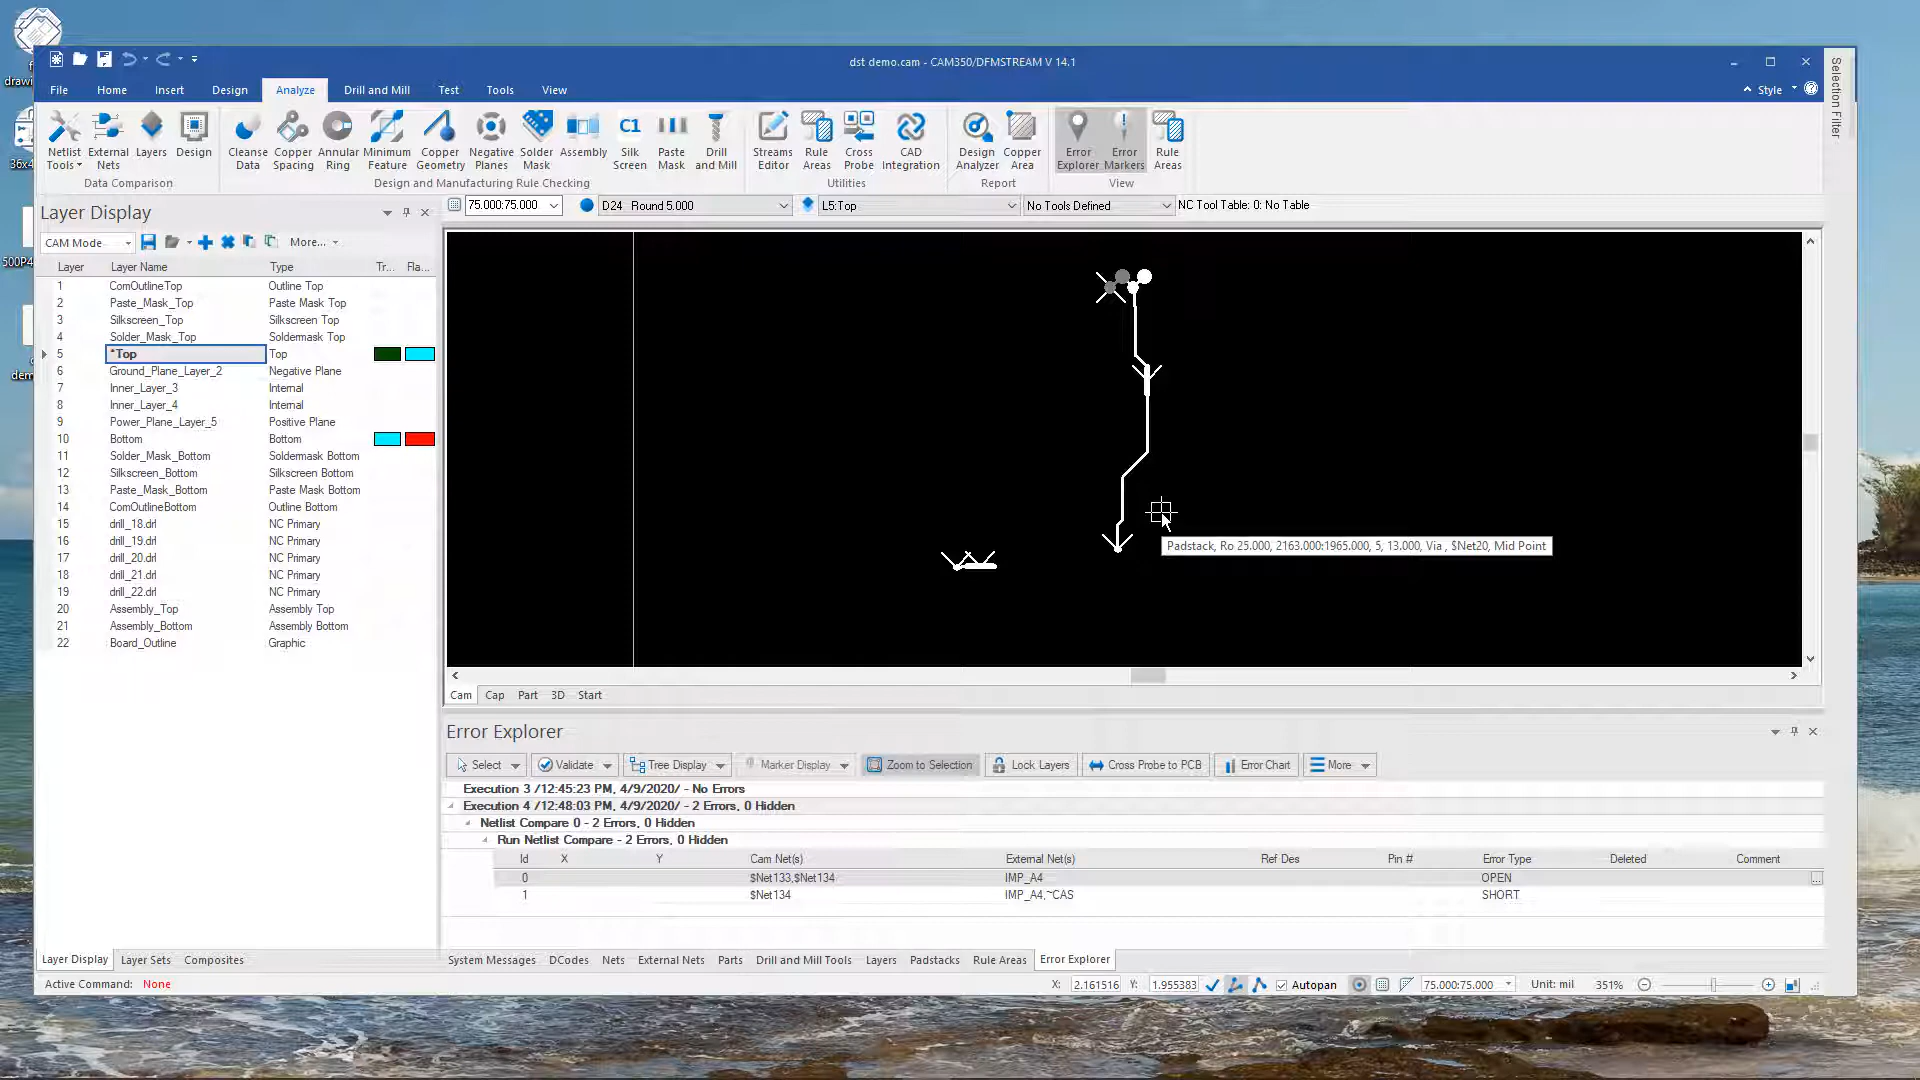 dst demo.cam - CAM350/DFMSTREAM V 14.1
File Home Insert Design Analyze Drill and Mill Test Tools View Style
Netlist Tools External Nets Layers Design
Cleanse Data Copper Spacing Annular Ring Minimum Feature Copper Geometry Negative Planes Solder Mask Assembly C1 Silk Screen Paste Mask Drill and Mill
Streams Editor Rule Areas Cross Probe CAD Integration
Design Analyzer Copper Area
Error Explorer Error Markers Rule Areas
Data Comparison Design and Manufacturing Rule Checking Utilities Report View
Selection Filter
Layer Display
75.000:75.000 D24 Round 5.000 L5:Top No Tools Defined NC Tool Table: 0: No Table
CAM Mode More...
Layer Layer Name Type Tr... Fla...
1 ComOutlineTop Outline Top
2 Paste_Mask_Top Paste Mask Top
3 Silkscreen_Top Silkscreen Top
4 Solder_Mask_Top Soldermask Top
5 *Top Top
6 Ground_Plane_Layer_2 Negative Plane
7 Inner_Layer_3 Internal
8 Inner_Layer_4 Internal
9 Power_Plane_Layer_5 Positive Plane
10 Bottom Bottom
11 Solder_Mask_Bottom Soldermask Bottom
12 Silkscreen_Bottom Silkscreen Bottom
13 Paste_Mask_Bottom Paste Mask Bottom
14 ComOutlineBottom Outline Bottom
15 drill_18.drl NC Primary
16 drill_19.drl NC Primary
17 drill_20.drl NC Primary
18 drill_21.drl NC Primary
19 drill_22.drl NC Primary
20 Assembly_Top Assembly Top
21 Assembly_Bottom Assembly Bottom
22 Board_Outline Graphic
Padstack, Ro 25.000, 2163.000:1965.000, 5, 13.000, Via , $Net20, Mid Point
Cam Cap Part 3D Start
Error Explorer
Select Validate Tree Display Marker Display Zoom to Selection Lock Layers Cross Probe to PCB Error Chart More
Execution 3 /12:45:23 PM, 4/9/2020/ - No Errors
Execution 4 /12:48:03 PM, 4/9/2020/ - 2 Errors, 0 Hidden
Netlist Compare 0 - 2 Errors, 0 Hidden
Run Netlist Compare - 2 Errors, 0 Hidden
Id X Y Cam Net(s) External Net(s) Ref Des Pin # Error Type Deleted Comment
0 $Net133,$Net134 IMP_A4 OPEN ...
1 $Net134 IMP_A4,~CAS SHORT
Layer Display Layer Sets Composites
System Messages DCodes Nets External Nets Parts Drill and Mill Tools Layers Padstacks Rule Areas Error Explorer
Active Command: None X: 2.161516 Y: 1.955383 Autopan 75.000:75.000 Unit: mil 351%